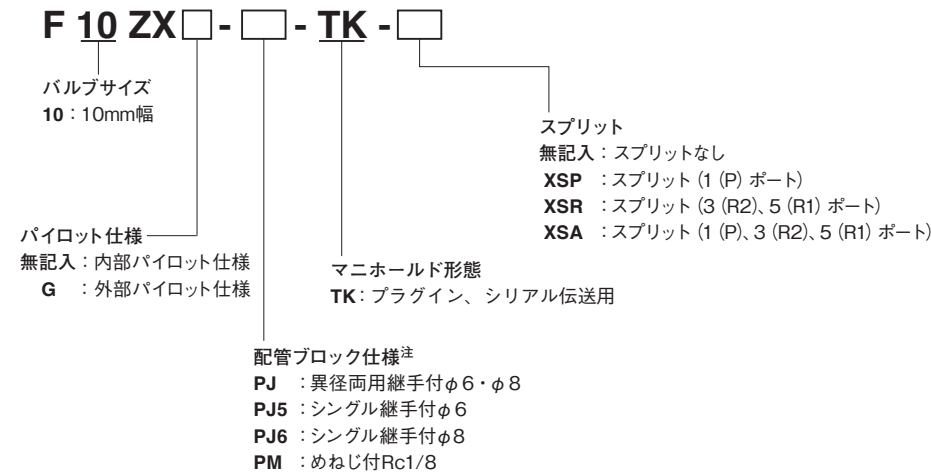 F 10 ZX□-□-TK-□
バルブサイズ
10：10mm幅
スプリット
無記入：スプリットなし
XSP ：スプリット（1（P）ポート）
XSR ：スプリット（3（R2）、5（R1）ポート）
XSA ：スプリット（1（P）、3（R2）、5（R1）ポート）
パイロット仕様
無記入：内部パイロット仕様
G ：外部パイロット仕様
マニホールド形態
TK：プラグイン、シリアル伝送用
配管ブロック仕様注
PJ ：異径両用継手付φ6・φ8
PJ5 ：シングル継手付φ6
PJ6 ：シングル継手付φ8
PM ：めねじ付Rc1/8